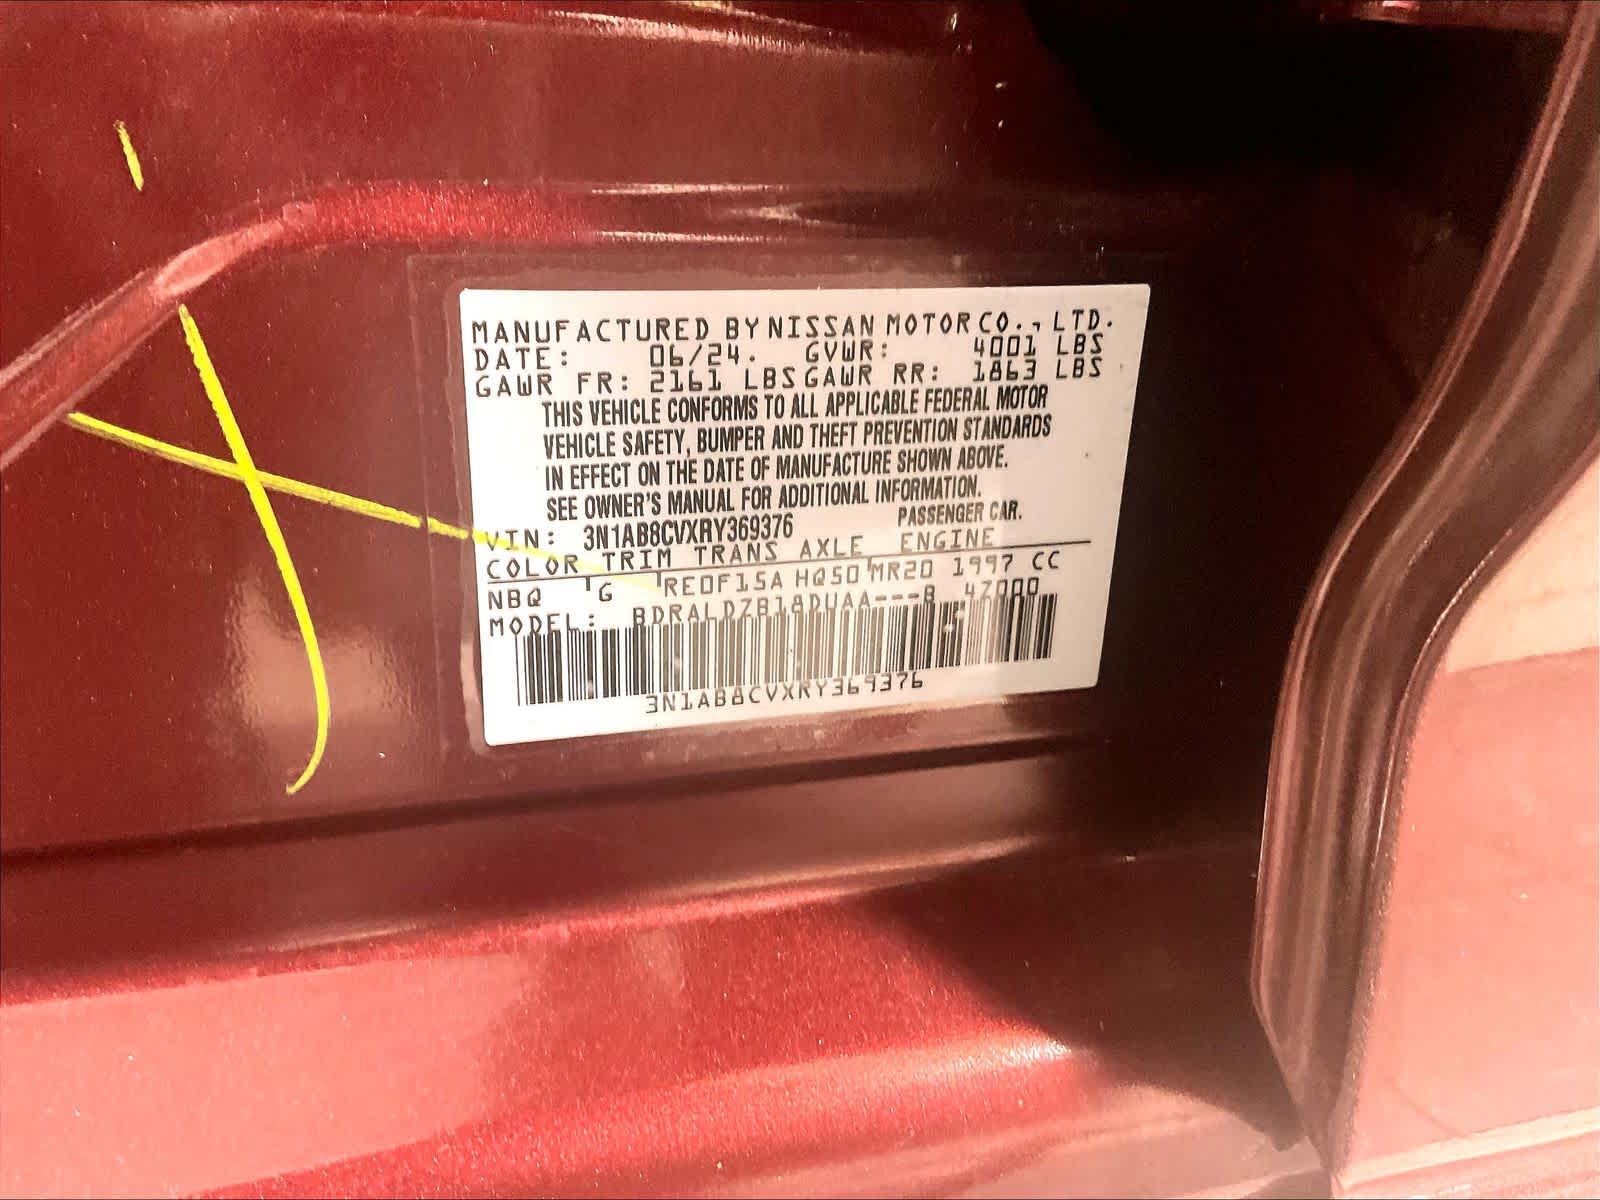 MANUFACTURED BY NISSAN MOTOR CO., LTD.
DATE: 06/24. GVWR: 4001 LBS
GAWR FR: 2161 LBS GAWR RR: 1863 LBS
THIS VEHICLE CONFORMS TO ALL APPLICABLE FEDERAL MOTOR
VEHICLE SAFETY, BUMPER AND THEFT PREVENTION STANDARDS
IN EFFECT ON THE DATE OF MANUFACTURE SHOWN ABOVE.
SEE OWNER'S MANUAL FOR ADDITIONAL INFORMATION.
VIN: 3N1AB8CVXRY369376 PASSENGER CAR.
COLOR TRIM TRANS AXLE ENGINE
NBQ G RE0F15A HQ50 MR20 1997 CC
MODEL: BDRALDZB18DUAA---B 4Z000
3N1AB8CVXRY369376